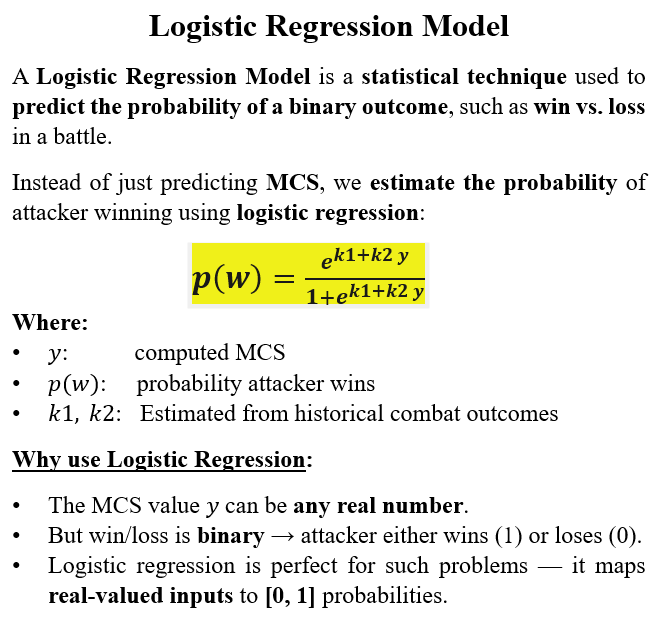 Logistic Regression Model
A Logistic Regression Model is a statistical technique used to
predict the probability of a binary outcome, such as win vs. loss
in a battle.
Instead of just predicting MCS, we estimate the probability of
attacker winning using logistic regression:
p(w) = e^{k1+k2 y} / 1+e^{k1+k2 y}
Where:
• y: computed MCS
• p(w): probability attacker wins
• k1, k2: Estimated from historical combat outcomes
Why use Logistic Regression:
• The MCS value y can be any real number.
• But win/loss is binary → attacker either wins (1) or loses (0).
• Logistic regression is perfect for such problems — it maps
real-valued inputs to [0, 1] probabilities.